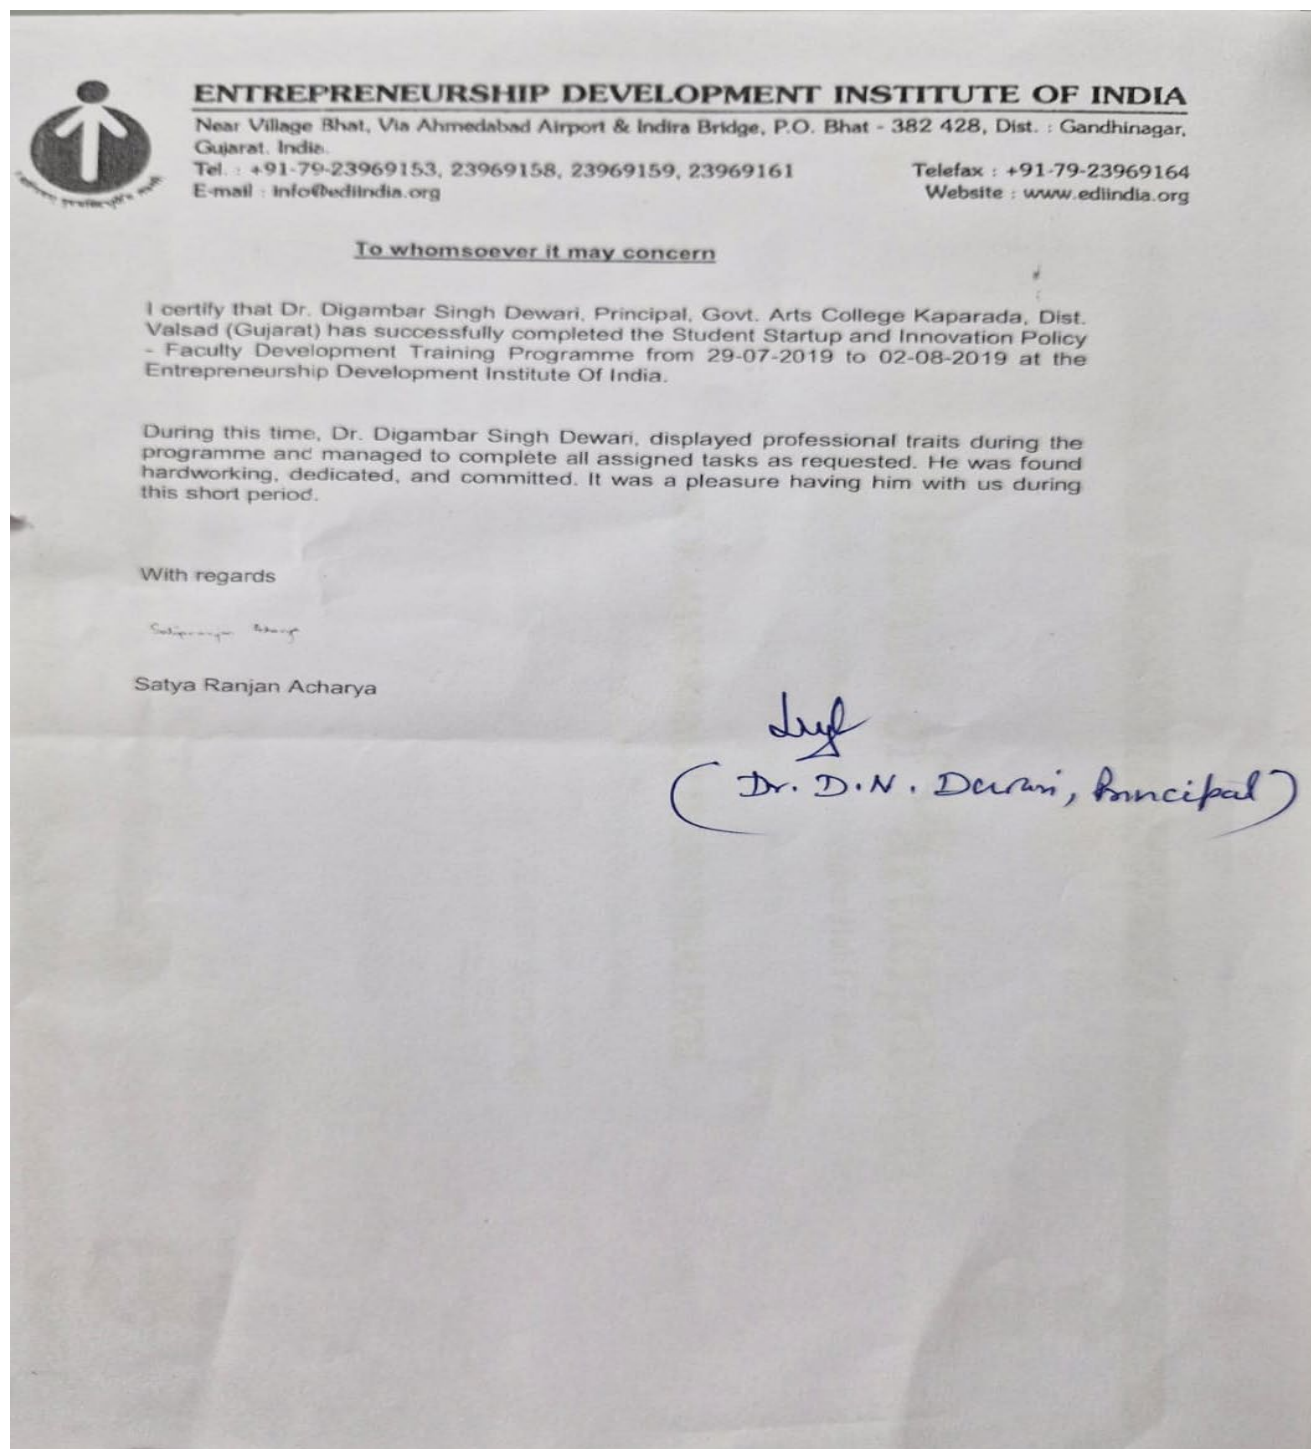 ENTREPRENEURSHIP DEVELOPMENT INSTITUTE OF INDIA
Near Village Bhat, Via Ahmedabad Airport & Indira Bridge, P.O. Bhat - 382 428, Dist. : Gandhinagar,
Gujarat. India.
Tel. : +91-79-23969153, 23969158, 23969159, 23969161 Telefax : +91-79-23969164
E-mail : info@ediindia.org Website : www.ediindia.org
To whomsoever it may concern
I certify that Dr. Digambar Singh Dewari, Principal, Govt. Arts College Kaparada, Dist.
Valsad (Gujarat) has successfully completed the Student Startup and Innovation Policy
- Faculty Development Training Programme from 29-07-2019 to 02-08-2019 at the
Entrepreneurship Development Institute Of India.
During this time, Dr. Digambar Singh Dewari, displayed professional traits during the
programme and managed to complete all assigned tasks as requested. He was found
hardworking, dedicated, and committed. It was a pleasure having him with us during
this short period.
With regards
Satya Ranjan Acharya
(Dr. D.N. Dewari, Principal)